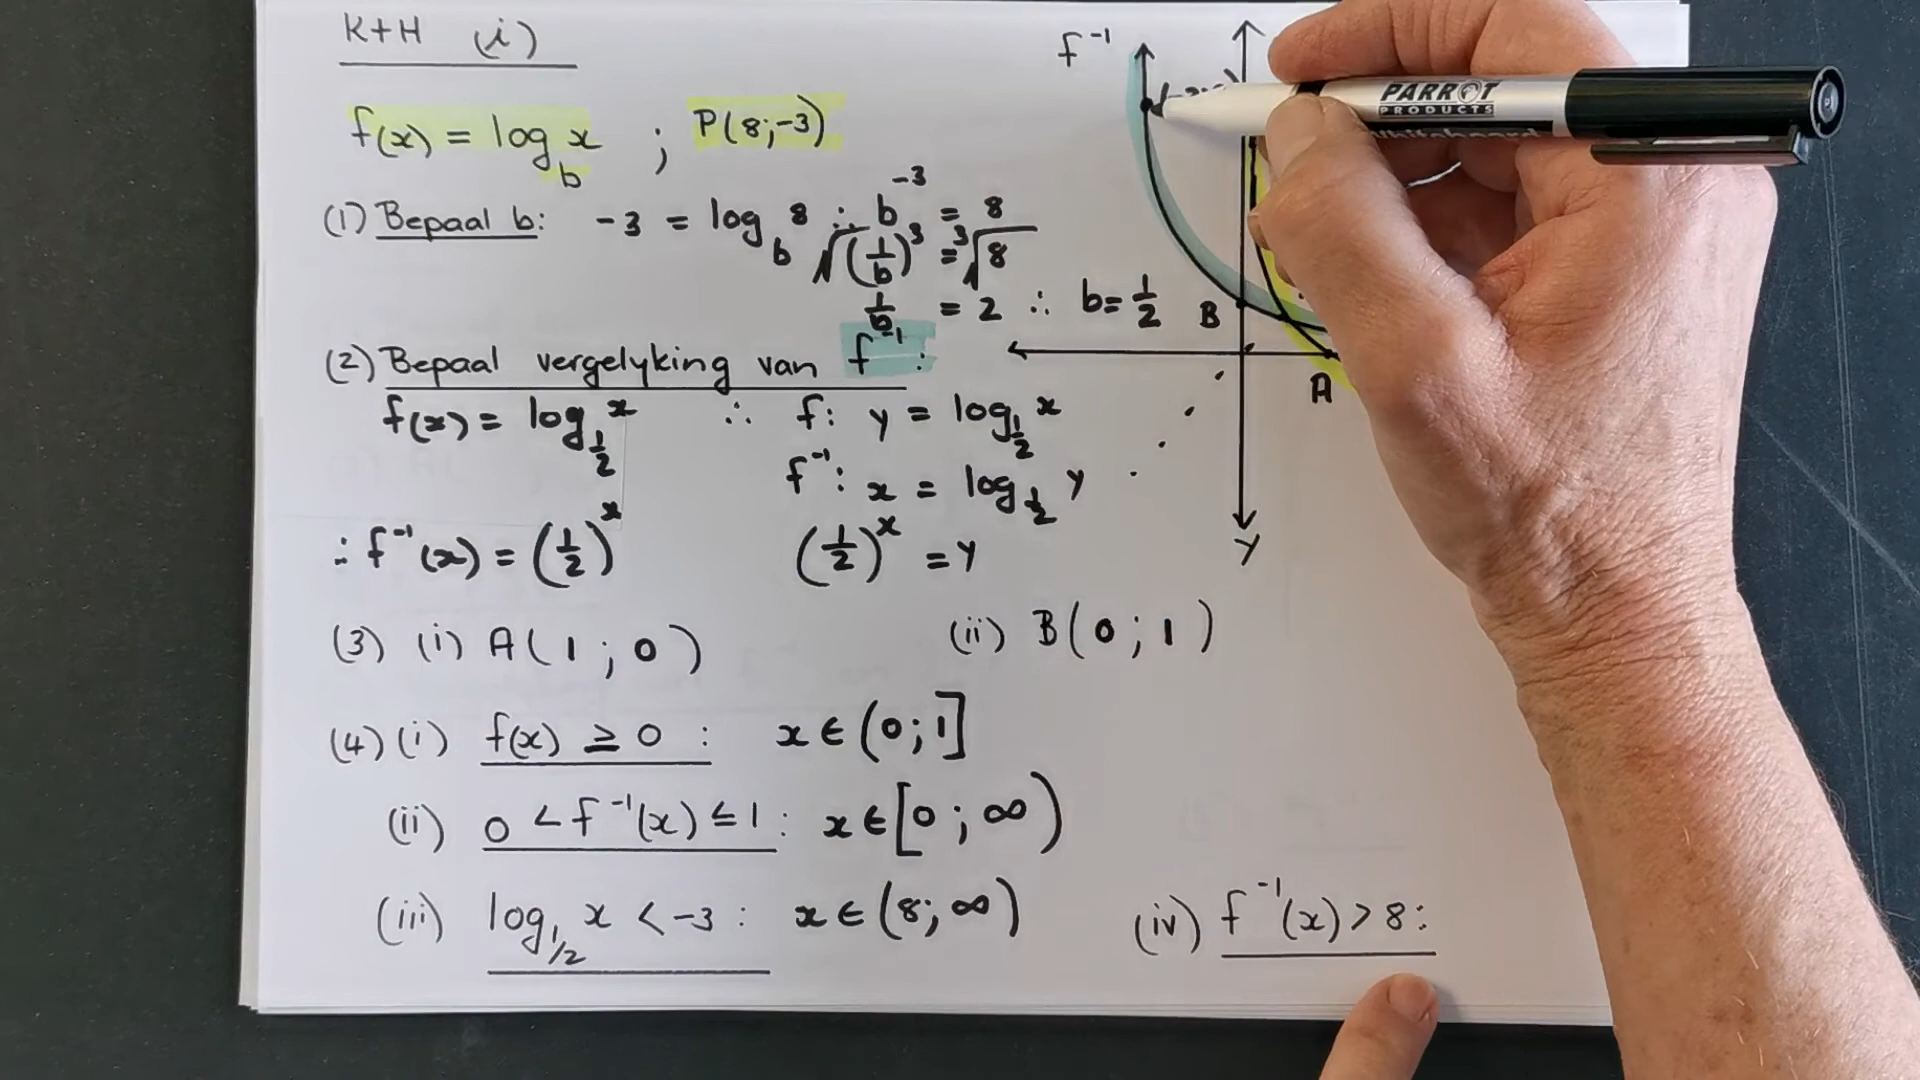 K+H (i)
f(x) = log_b x ; P(8;-3)
(1) Bepaal b: -3 = log_b 8 ∴ b^-3 = 8
√(1/b)^3 = ³√8
1/b = 2 ∴ b = 1/2
(2) Bepaal vergelyking van f^-1 :
f(x) = log_1/2 x ∴ f: y = log_1/2 x
f^-1: x = log_1/2 y
∴ f^-1(x) = (1/2)^x (1/2)^x = y
(3) (i) A(1 ; 0) (ii) B(0 ; 1)
(4) (i) f(x) ≥ 0 : x ∈ (0;1]
(ii) 0 < f^-1(x) ≤ 1 : x ∈ [0 ; ∞)
(iii) log_1/2 x < -3 : x ∈ (8; ∞) (iv) f^-1(x) > 8 :
f^-1
B
A
y
PARROT
PRODUCTS